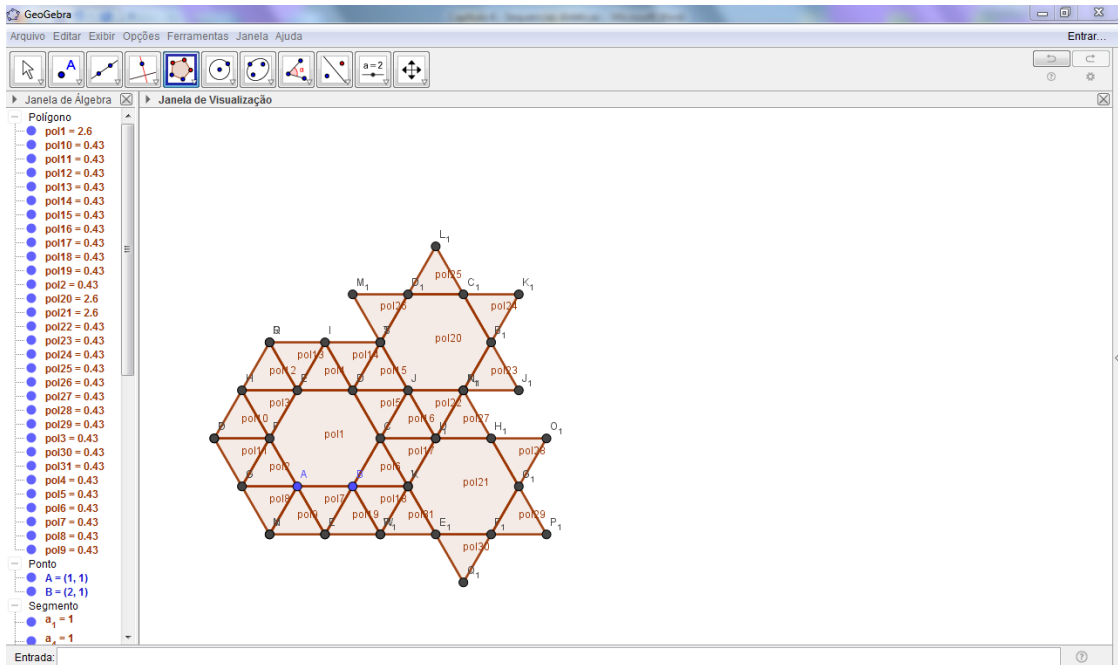 GeoGebra
Arquivo Editar Exibir Opções Ferramentas Janela Ajuda
Entrar...
A
α
a=2
Janela de Álgebra
Janela de Visualização
Polígono
pol1 = 2.6
pol10 = 0.43
pol11 = 0.43
pol12 = 0.43
pol13 = 0.43
pol14 = 0.43
pol15 = 0.43
pol16 = 0.43
pol17 = 0.43
pol18 = 0.43
pol19 = 0.43
pol2 = 0.43
pol20 = 2.6
pol21 = 2.6
pol22 = 0.43
pol23 = 0.43
pol24 = 0.43
pol25 = 0.43
pol26 = 0.43
pol27 = 0.43
pol28 = 0.43
pol29 = 0.43
pol3 = 0.43
pol30 = 0.43
pol31 = 0.43
pol4 = 0.43
pol5 = 0.43
pol6 = 0.43
pol7 = 0.43
pol8 = 0.43
pol9 = 0.43
Ponto
A = (1, 1)
B = (2, 1)
Segmento
a₁ = 1
L₁
pol25
M₁ D₁ C₁ K₁
pol26 pol24
pol20
I
pol13 pol14
pol12 pol4 pol15 pol23 J₁
H E J
pol3 pol5 pol22
pol10 pol16 pol27
F C H₁ O₁
pol1
pol11 pol17 pol28
pol2 pol6
G A B K G₁
pol21
pol8 pol7 pol18
pol9 pol19 pol31 pol29
N E₁ F₁ P₁
pol30
Q₁
Entrada: